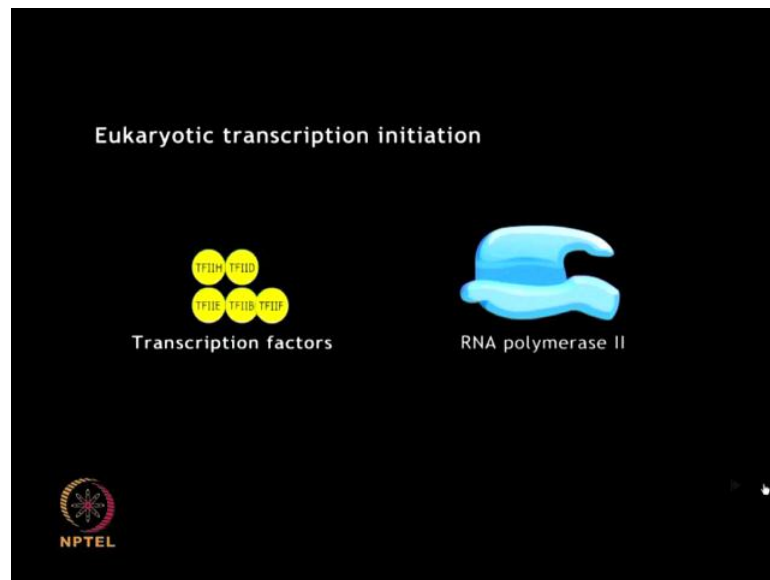 Eukaryotic transcription initiation
TFIIH TFIID
TFIIE TFIIB TFIIF
Transcription factors
RNA polymerase II
NPTEL